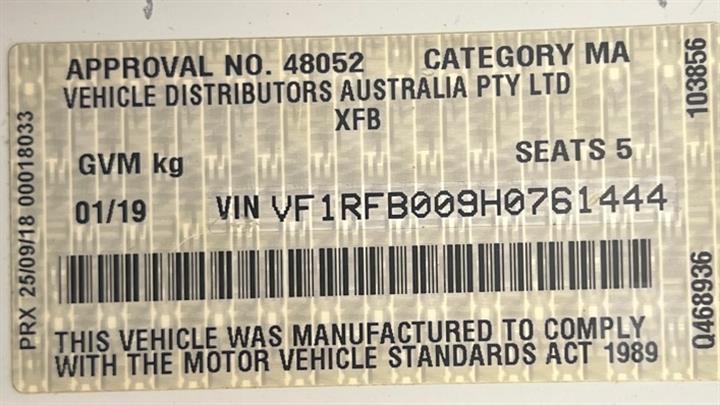 APPROVAL NO. 48052 CATEGORY MA
VEHICLE DISTRIBUTORS AUSTRALIA PTY LTD
XFB
GVM kg SEATS 5
01/19 VIN VF1RFB009H0761444
THIS VEHICLE WAS MANUFACTURED TO COMPLY
WITH THE MOTOR VEHICLE STANDARDS ACT 1989
PRX 25/09/18 00018033
103856
Q468936